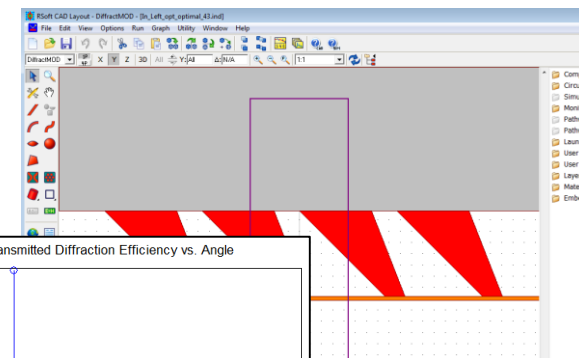 RSoft CAD Layout - DiffractMOD - [In_Left_opt_optimal_43.ind]
File Edit View Options Run Graph Utility Window Help
DiffractMOD X Y Z 3D All Y: All Δ: N/A 1:1
Com
Circu
Simu
Moni
Path
Path
Laun
User
User
Laye
Mate
Emb
ansmitted Diffraction Efficiency vs. Angle